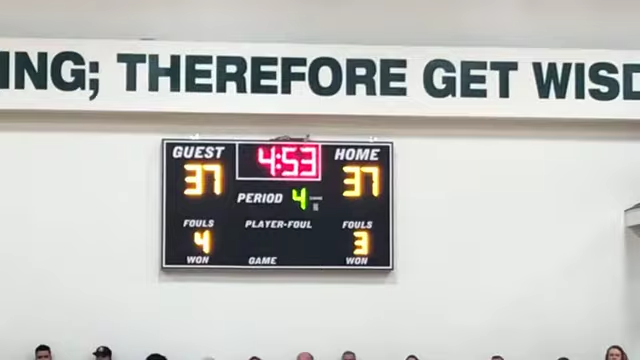 ING; THEREFORE GET WISD
GUEST 4:53 HOME
37 37
PERIOD 4
FOULS PLAYER-FOUL FOULS
4 3
WON GAME WON